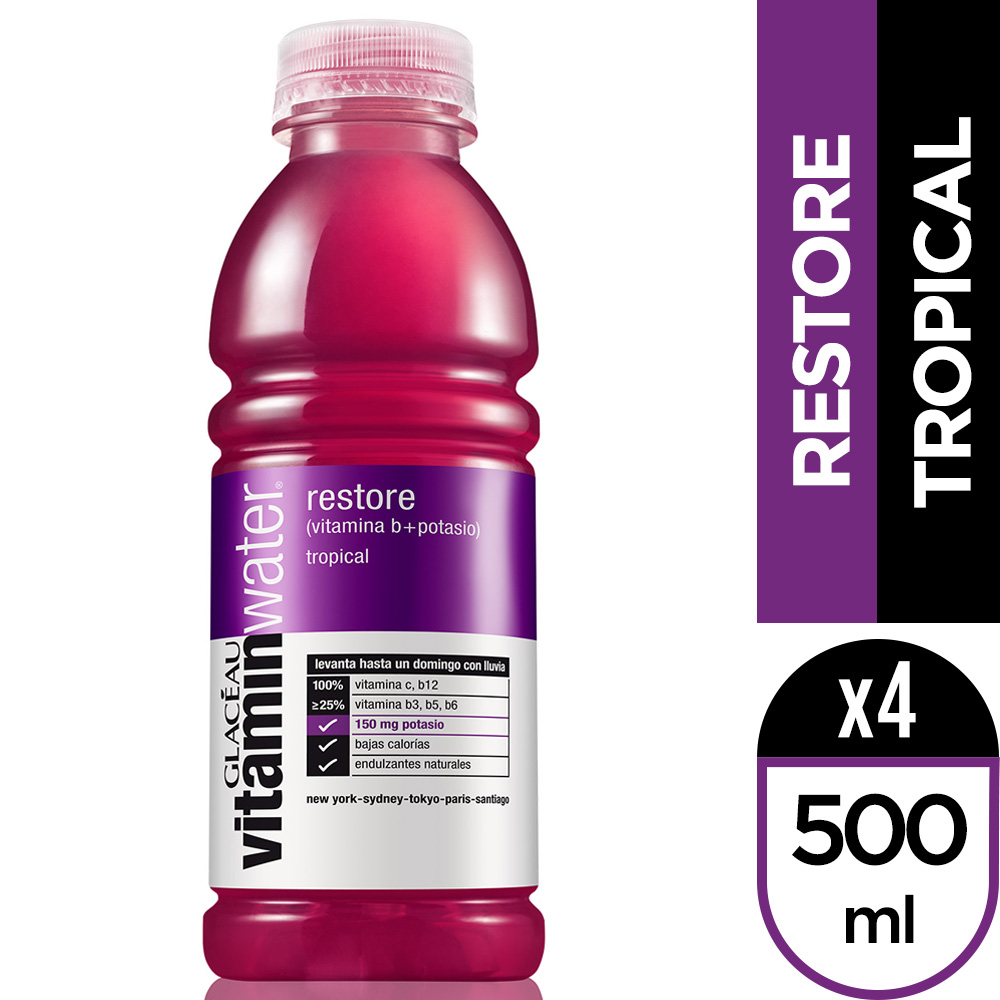 GLACÉAU
vitaminwater®
restore
(vitamina b+potasio)
tropical
levanta hasta un domingo con lluvia
100% vitamina c, b12
≥25% vitamina b3, b5, b6
✓ 150 mg potasio
✓ bajas calorías
✓ endulzantes naturales
new york-sydney-tokyo-paris-santiago
RESTORE
TROPICAL
x4
500
ml